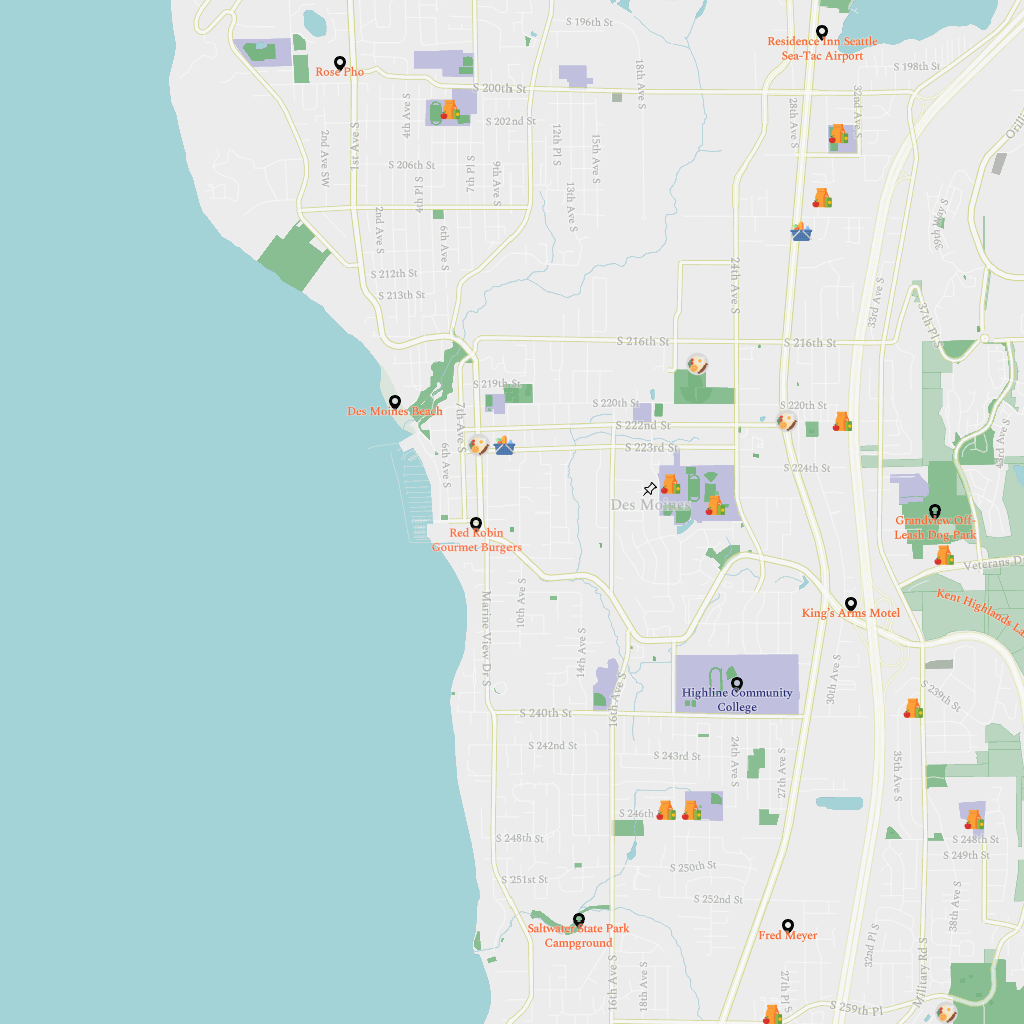 S 196th St
Residence Inn Seattle
Sea-Tac Airport
S 198th St
Rose Pho
18th Ave S
S 200th St
4th Ave S
28th Ave S
32nd Ave S
S 202nd St
1st Ave S
2nd Ave SW
12th Pl S
15th Ave S
S 206th St
7th Pl S
9th Ave S
4th Pl S
13th Ave S
2nd Ave S
6th Ave S
36th Way S
S 212th St
24th Ave S
33rd Ave S
S 213th St
37th Pl S
S 216th St
S 216th St
S 219th St
Des Moines Beach
7th Ave S
S 220th St
S 220th St
S 222nd St
43rd Ave S
S 223rd St
6th Ave S
S 224th St
Des Moines
Grandview Off-
Leash Dog Park
Red Robin
Gourmet Burgers
Veterans D
10th Ave S
Marine View Dr S
Kent Highlands La
King's Arms Motel
14th Ave S
30th Ave S
16th Ave S
Highline Community
College
S 239th St
S 240th St
S 242nd St
24th Ave S
S 243rd St
27th Ave S
35th Ave S
S 246th
S 248th St
S 248th St
S 249th St
S 250th St
S 251st St
S 252nd St
38th Ave S
Saltwater State Park
Campground
Fred Meyer
32nd Pl S
Military Rd S
16th Ave S
18th Ave S
27th Pl S
S 259th Pl